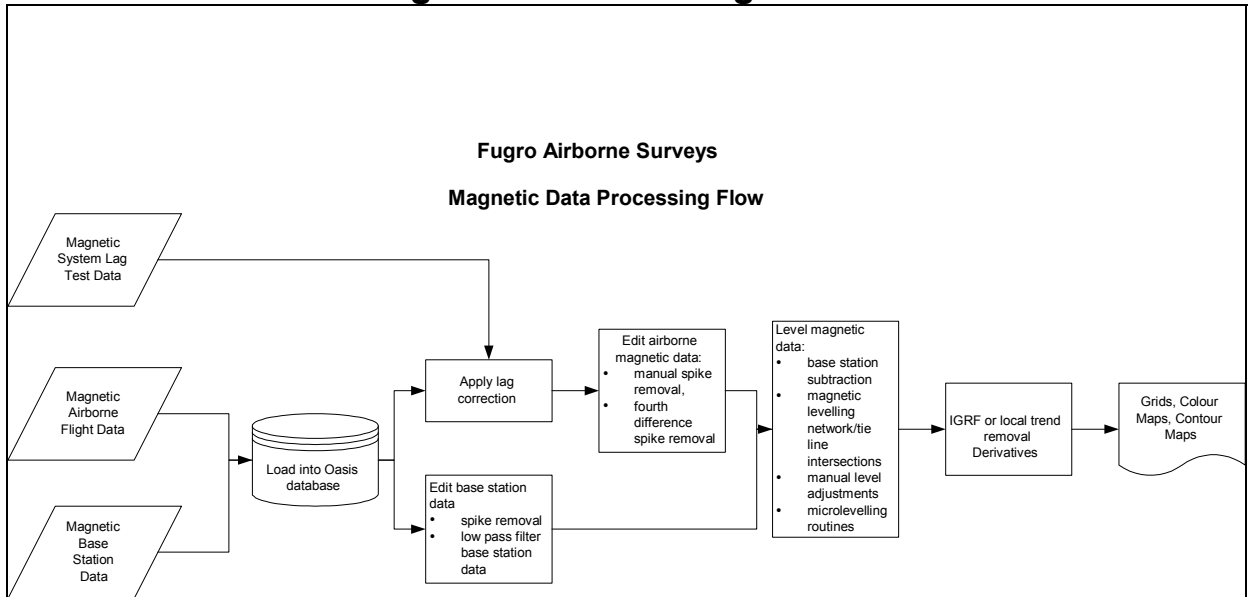 Fugro Airborne Surveys
Magnetic Data Processing Flow
Magnetic
System Lag
Test Data
Magnetic
Airborne
Flight Data
Magnetic
Base
Station
Data
Load into Oasis
database
Apply lag
correction
Edit base station
data
• spike removal
• low pass filter
base station
data
Edit airborne
magnetic data:
• manual spike
removal,
• fourth
difference
spike removal
Level magnetic
data:
• base station
subtraction
• magnetic
levelling
network/tie
line
intersections
• manual level
adjustments
• microlevelling
routines
IGRF or local trend
removal
Derivatives
Grids, Colour
Maps, Contour
Maps